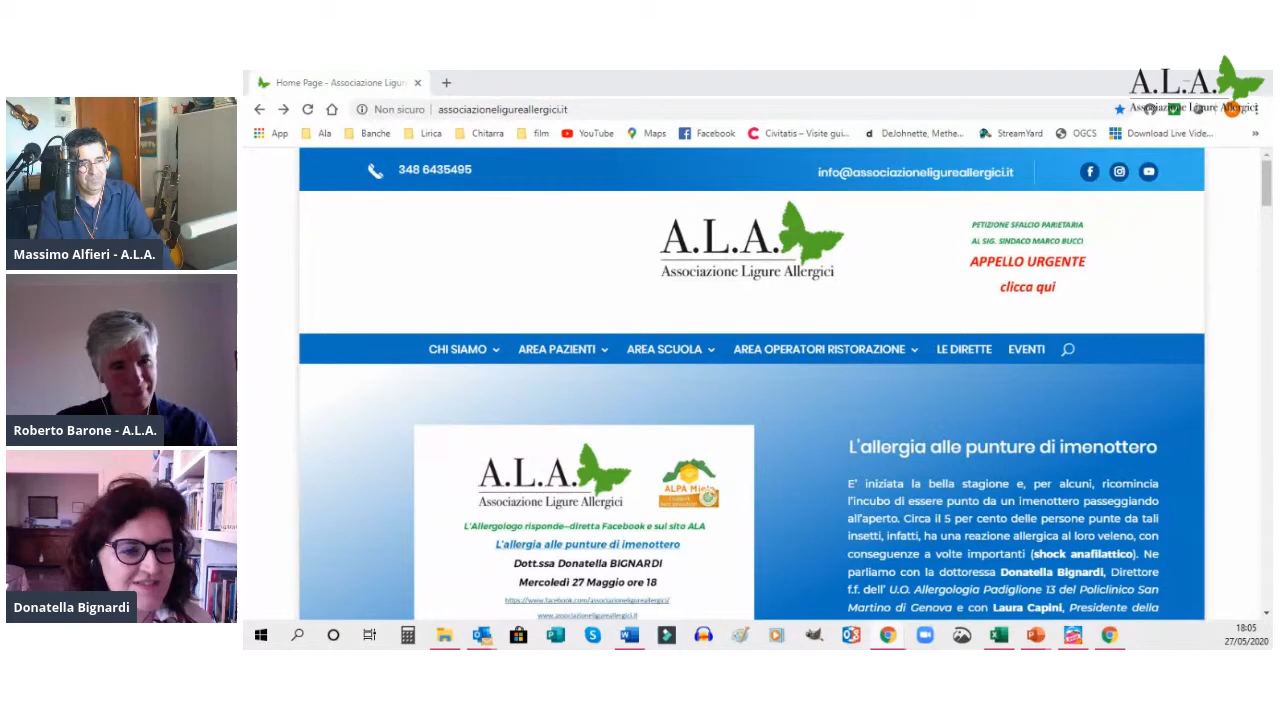 Home Page - Associazione Ligur
A.L.A.
Associazione Ligure Allergici
Non sicuro | associazioneligureallergici.it
App
Ala
Banche
Lirica
Chitarra
film
YouTube
Maps
Facebook
Civitatis – Visite gui...
DeJohnette, Methe...
StreamYard
OGCS
Download Live Vide...
»
348 6435495
info@associazioneligureallergici.it
A.L.A.
Associazione Ligure Allergici
PETIZIONE SFALCIO PARIETARIA
AL SIG. SINDACO MARCO BUCCI
APPELLO URGENTE
clicca qui
CHI SIAMO
AREA PAZIENTI
AREA SCUOLA
AREA OPERATORI RISTORAZIONE
LE DIRETTE
EVENTI
A.L.A.
Associazione Ligure Allergici
ALPA Miele
L'Allergologo risponde–diretta Facebook e sul sito ALA
L'allergia alle punture di imenottero
Dott.ssa Donatella BIGNARDI
Mercoledì 27 Maggio ore 18
https://www.facebook.com/associazioneligureallergici/
www.associazioneligureallergici.it
L'allergia alle punture di imenottero
E' iniziata la bella stagione e, per alcuni, ricomincia
l'incubo di essere punto da un imenottero passeggiando
all'aperto. Circa il 5 per cento delle persone punte da tali
insetti, infatti, ha una reazione allergica al loro veleno, con
conseguenze a volte importanti (shock anafilattico). Ne
parliamo con la dottoressa Donatella Bignardi, Direttore
f.f. dell' U.O. Allergologia Padiglione 13 del Policlinico San
Martino di Genova e con Laura Capini, Presidente della
Massimo Alfieri - A.L.A.
Roberto Barone - A.L.A.
Donatella Bignardi
18:05
27/05/2020